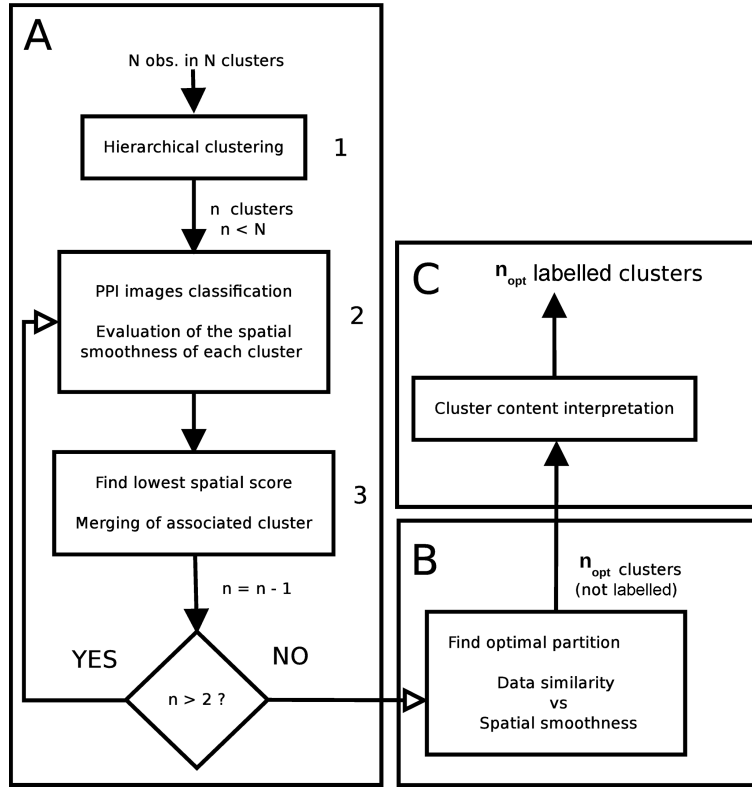 A
N obs. in N clusters
Hierarchical clustering
1
n clusters
n < N
PPI images classification
Evaluation of the spatial
smoothness of each cluster
2
Find lowest spatial score
Merging of associated cluster
3
n = n - 1
YES
NO
n > 2 ?
B
nopt clusters
(not labelled)
Find optimal partition
Data similarity
vs
Spatial smoothness
C
nopt labelled clusters
Cluster content interpretation